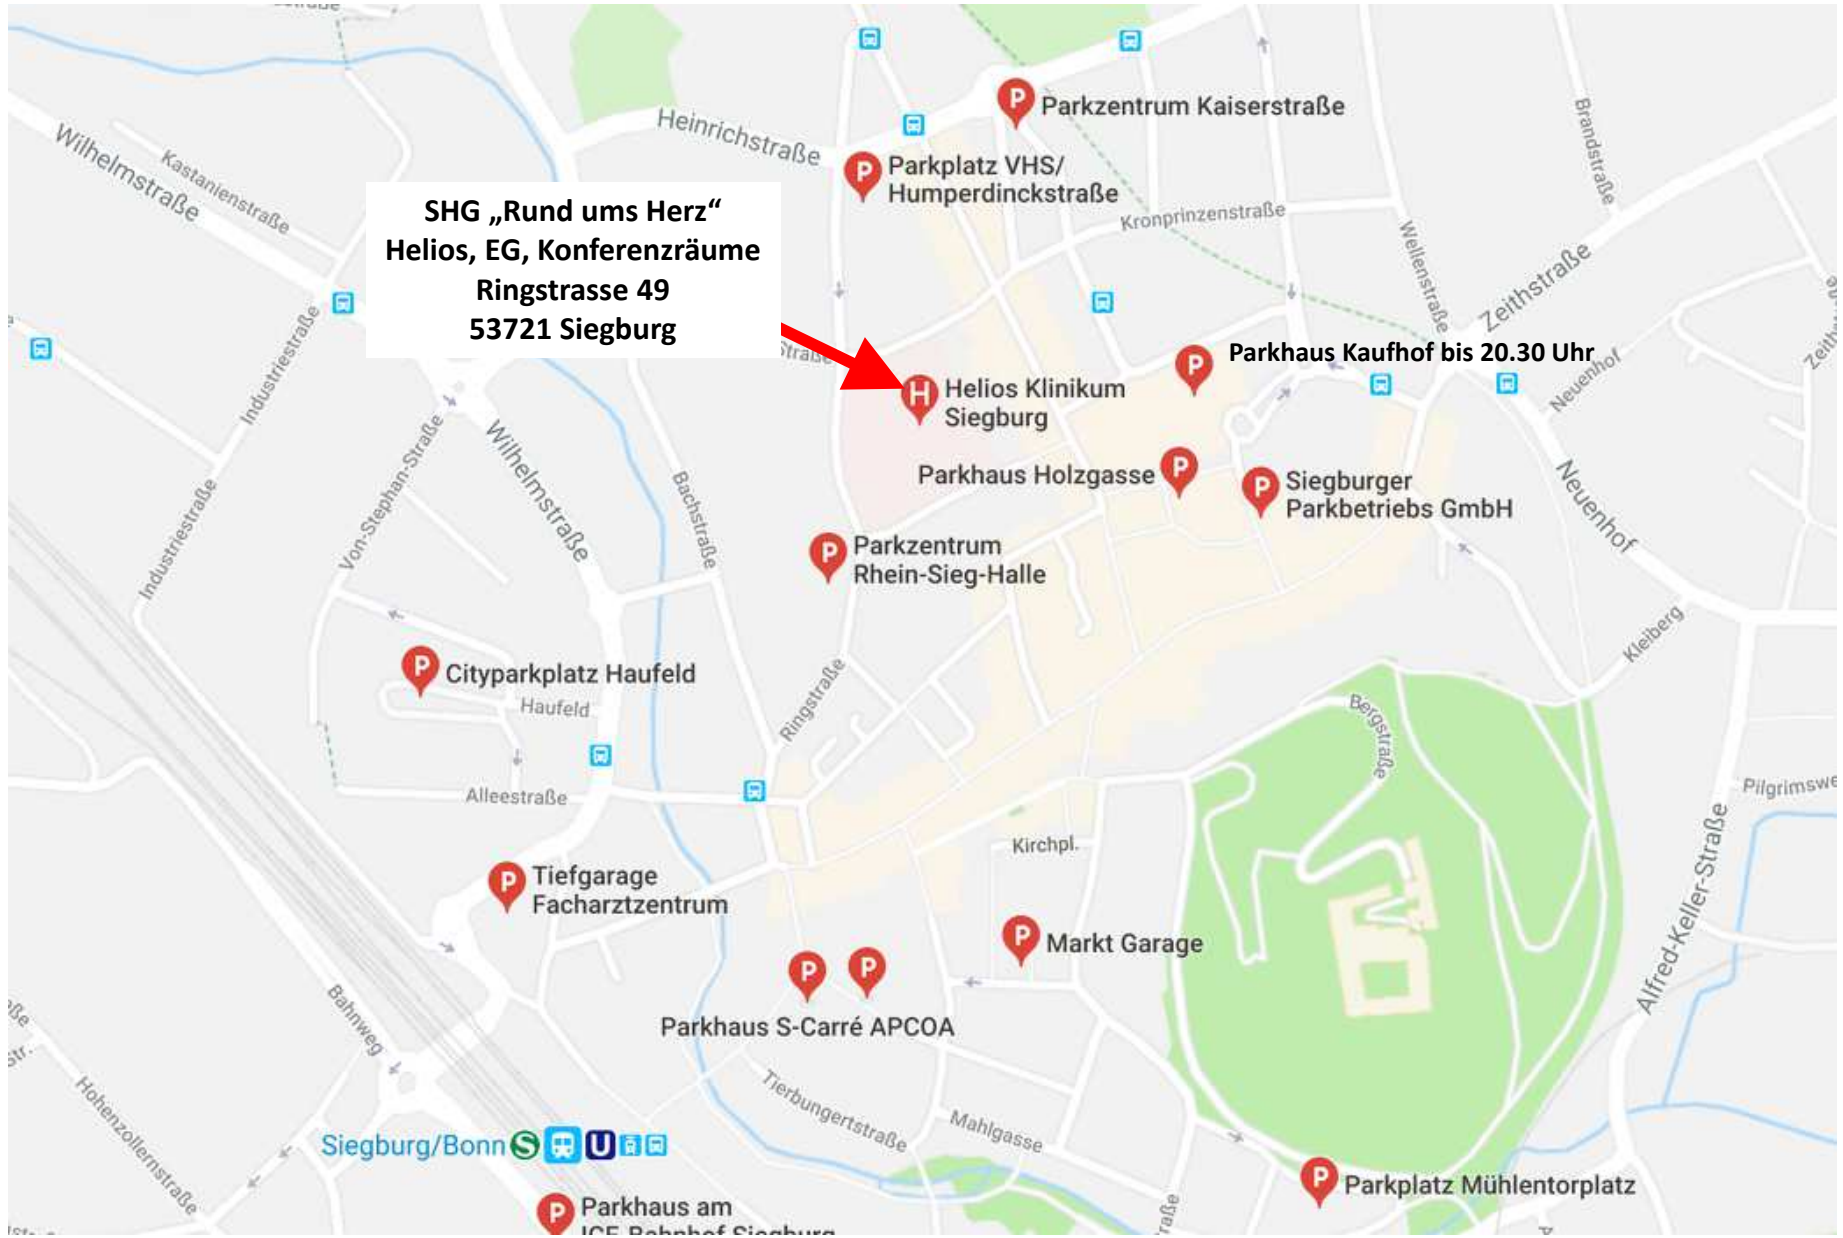 Heinrichstraße
Parkzentrum Kaiserstraße
Brandstraße
Wilhelmstraße
Kastanienstraße
Parkplatz VHS/
Humperdinckstraße
Kronprinzenstraße
Wellenstraße
Zeithstraße
SHG „Rund ums Herz“
Helios, EG, Konferenzräume
Ringstrasse 49
53721 Siegburg
Industriestraße
straße
Parkhaus Kaufhof bis 20.30 Uhr
Neuenhof
Helios Klinikum
Siegburg
Von-Stephan-Straße
Wilhelmstraße
Bachstraße
Parkhaus Holzgasse
Siegburger
Parkbetriebs GmbH
Neuenhof
Industriestraße
Parkzentrum
Rhein-Sieg-Halle
Kleiberg
Cityparkplatz Haufeld
Haufeld
Ringstraße
Bergstraße
Alleestraße
Pilgrimswe
Kirchpl.
Alfred-Keller-Straße
Tiefgarage
Facharztzentrum
Markt Garage
Bahnweg
Parkhaus S-Carré APCOA
Hohenzollernstraße
Tierbungertstraße
Mahlgasse
Siegburg/Bonn S U
Parkplatz Mühlentorplatz
Parkhaus am
ICE-Bahnhof Siegburg